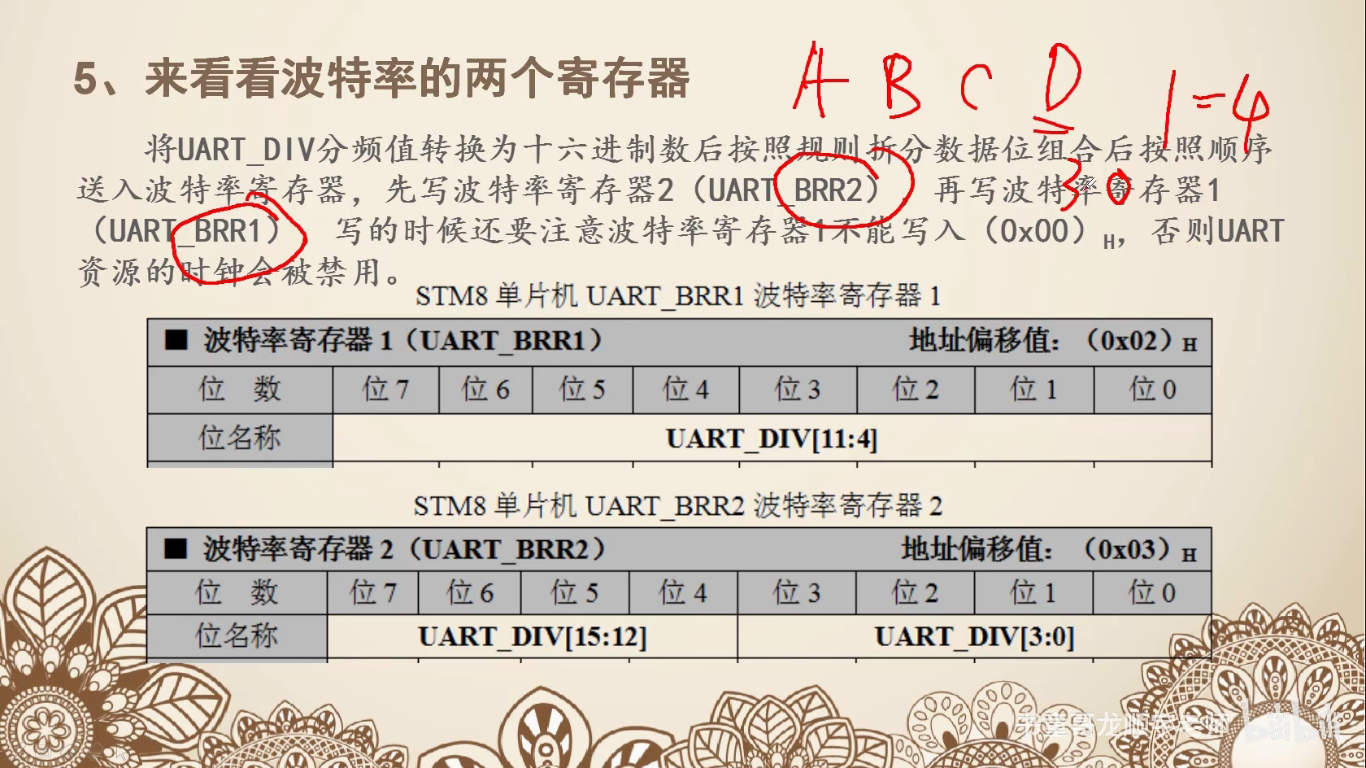 5、来看看波特率的两个寄存器
A B C D 1=4
将UART_DIV分频值转换为十六进制数后按照规则拆分数据位组合后按照顺序
30
送入波特率寄存器，先写波特率寄存器2（UART_BRR2） 再写波特率寄存器1
（UART_BRR1） 写的时候还要注意波特率寄存器1不能写入（0x00）H，否则UART
资源的时钟会被禁用。
STM8 单片机 UART_BRR1 波特率寄存器 1
■ 波特率寄存器 1（UART_BRR1） 地址偏移值：（0x02）H
位 数 位 7 位 6 位 5 位 4 位 3 位 2 位 1 位 0
位名称 UART_DIV[11:4]
STM8 单片机 UART_BRR2 波特率寄存器 2
■ 波特率寄存器 2（UART_BRR2） 地址偏移值：（0x03）H
位 数 位 7 位 6 位 5 位 4 位 3 位 2 位 1 位 0
位名称 UART_DIV[15:12] UART_DIV[3:0]
bilibili